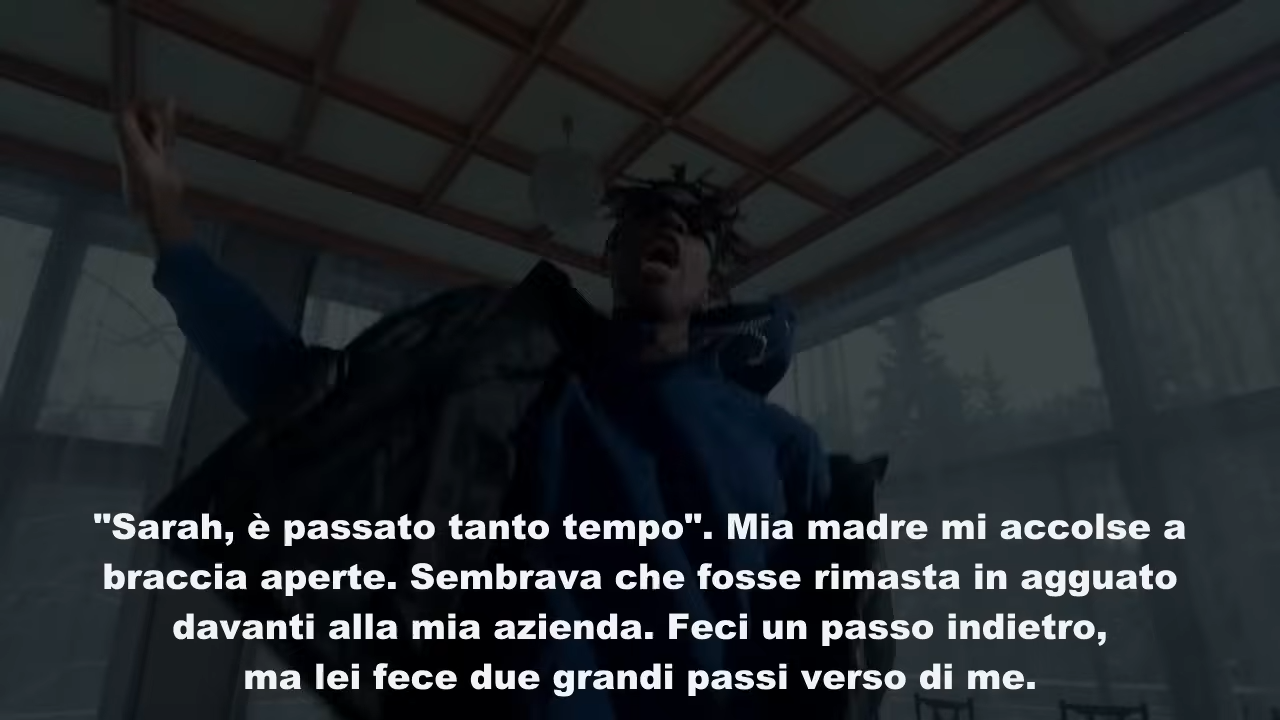 "Sarah, è passato tanto tempo". Mia madre mi accolse a
braccia aperte. Sembrava che fosse rimasta in agguato
davanti alla mia azienda. Feci un passo indietro,
ma lei fece due grandi passi verso di me.